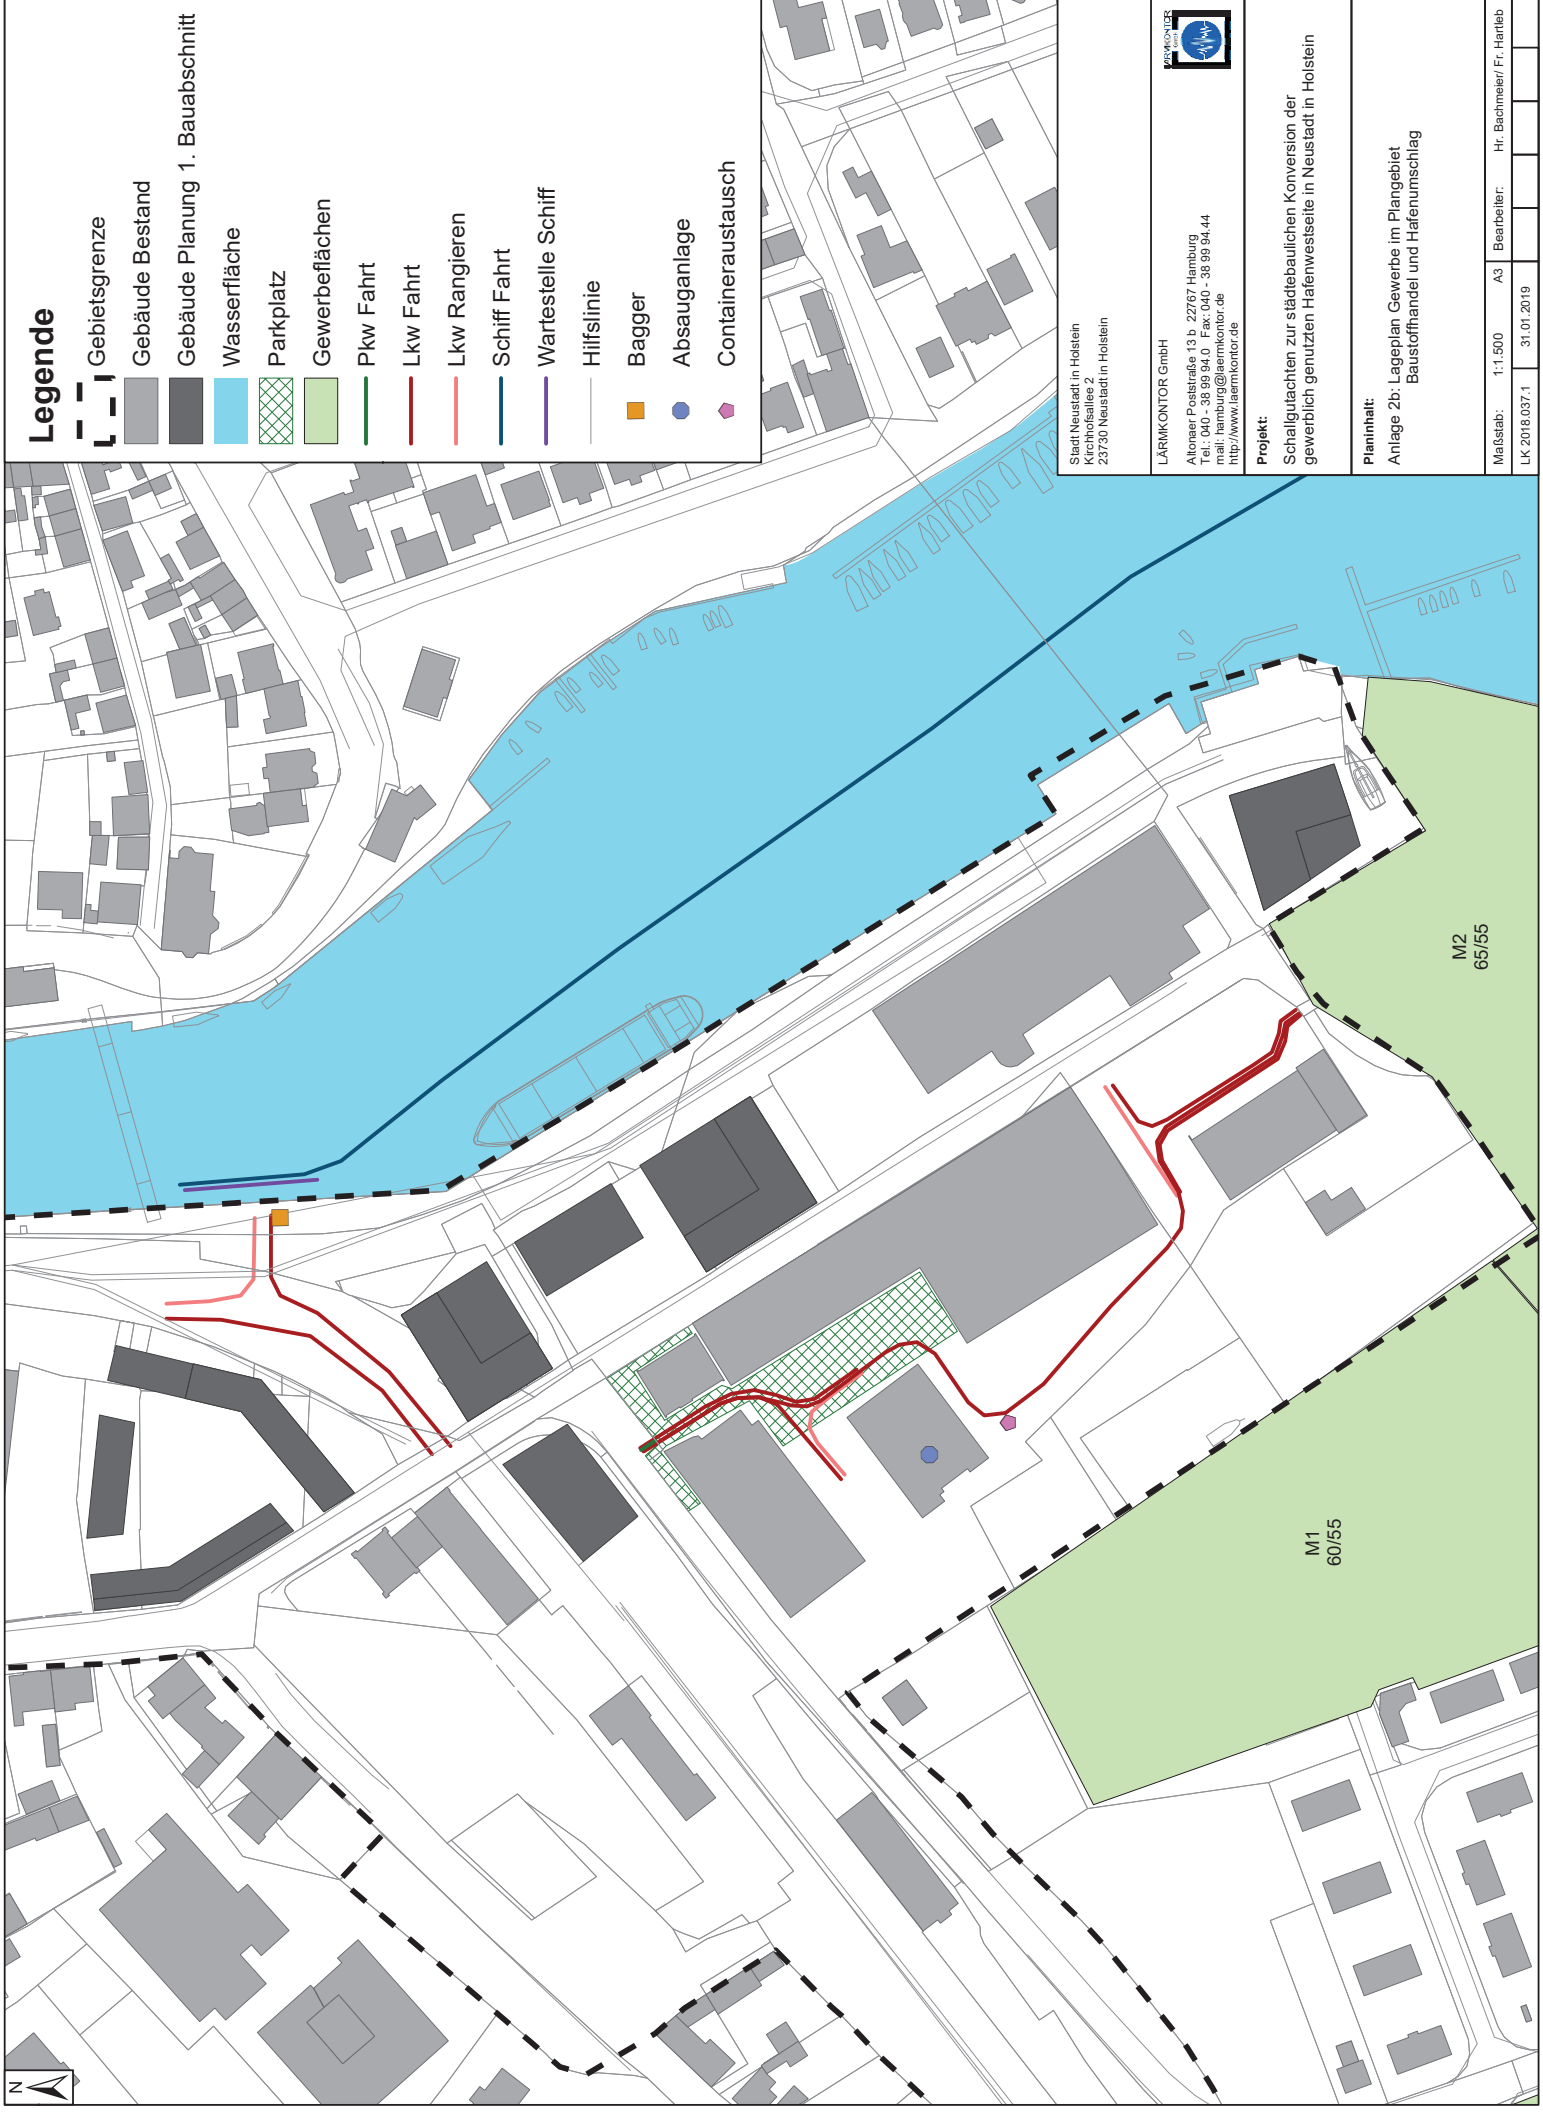 Legende
Gebietsgrenze
Gebäude Bestand
Gebäude Planung 1. Bauabschnitt
Wasserfläche
Parkplatz
Gewerbeflächen
Pkw Fahrt
Lkw Fahrt
Lkw Rangieren
Schiff Fahrt
Wartestelle Schiff
Hilfslinie
Bagger
Absauganlage
Containeraustausch
Stadt Neustadt in Holstein
Kirchhofsallee 2
23730 Neustadt in Holstein
LÄRMKONTOR GmbH
Altonaer Poststraße 13 b 22767 Hamburg
Tel.: 040 - 38 99 94.0 Fax: 040 - 38 99 94.44
mail: hamburg@laermkontor.de
http://www.laermkontor.de
LÄRMKONTOR
GmbH
Projekt:
Schallgutachten zur städtebaulichen Konversion der
gewerblich genutzten Hafenwestseite in Neustadt in Holstein
Planinhalt:
Anlage 2b: Lageplan Gewerbe im Plangebiet
Baustoffhandel und Hafenumschlag
Maßstab: 1:1.500 A3 Bearbeiter: Hr. Bachmeier/ Fr. Hartleb
LK 2018.037.1 31.01.2019
M2
65/55
M1
60/55
N